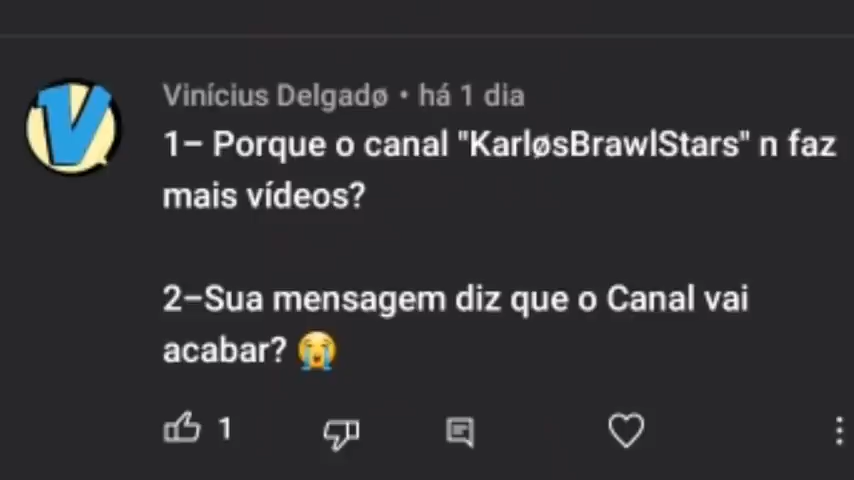 Vinícius Delgadø • há 1 dia
1– Porque o canal "KarløsBrawlStars" n faz
mais vídeos?
2–Sua mensagem diz que o Canal vai
acabar? 😭
1